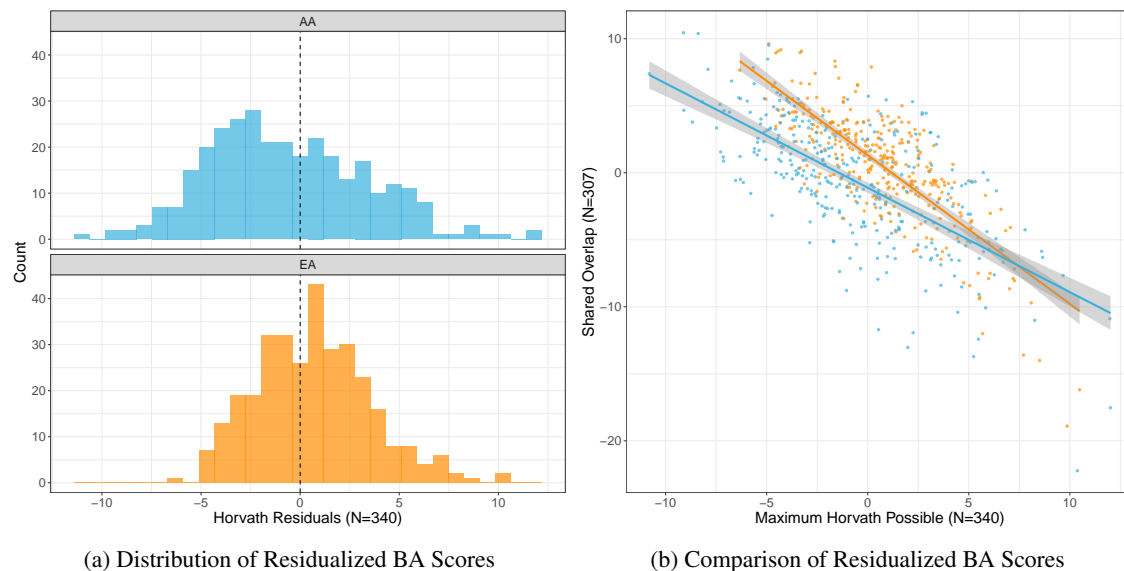 AA
40
30
20
10
0
Count
EA
40
30
20
10
0
−10 −5 0 5 10
Horvath Residuals (N=340)
(a) Distribution of Residualized BA Scores
10
0
−10
−20
Shared Overlap (N=307)
−10 −5 0 5 10
Maximum Horvath Possible (N=340)
(b) Comparison of Residualized BA Scores